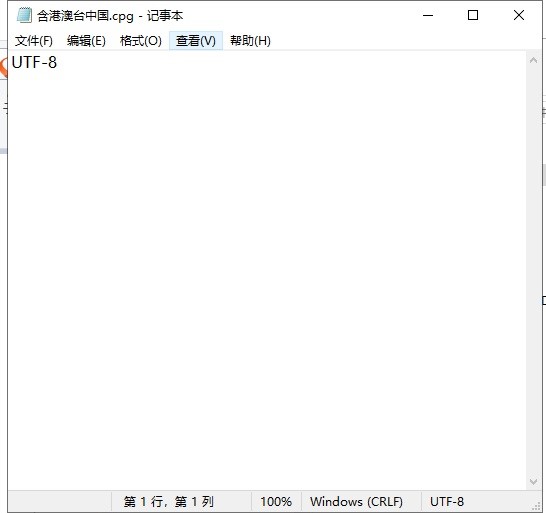 含港澳台中国.cpg - 记事本
文件(F) 编辑(E) 格式(O) 查看(V) 帮助(H)
UTF-8
第 1 行，第 1 列 100% Windows (CRLF) UTF-8